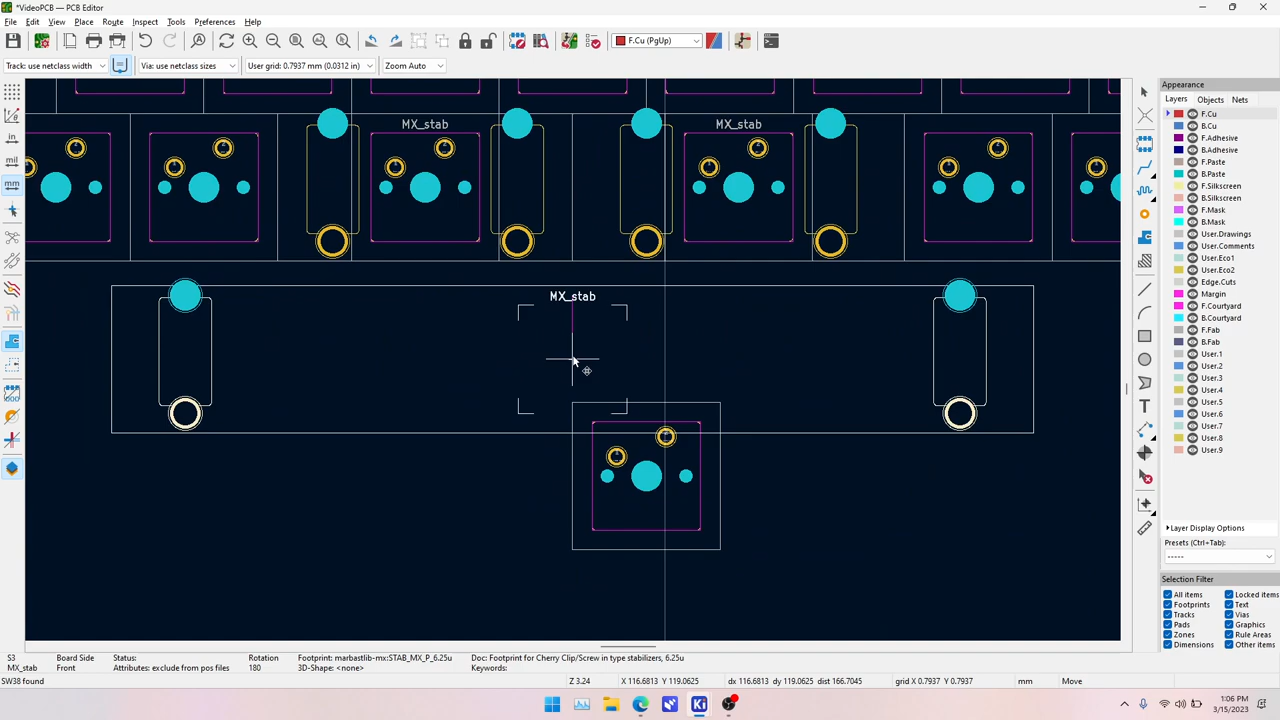 *VideoPCB — PCB Editor
File Edit View Place Route Inspect Tools Preferences Help
F.Cu (PgUp)
Track: use netclass width Via: use netclass sizes User grid: 0.7937 mm (0.0312 in) Zoom Auto
in
mil
mm
MX_stab MX_stab
MX_stab
Appearance
Layers Objects Nets
F.Cu
B.Cu
F.Adhesive
B.Adhesive
F.Paste
B.Paste
F.Silkscreen
B.Silkscreen
F.Mask
B.Mask
User.Drawings
User.Comments
User.Eco1
User.Eco2
Edge.Cuts
Margin
F.Courtyard
B.Courtyard
F.Fab
B.Fab
User.1
User.2
User.3
User.4
User.5
User.6
User.7
User.8
User.9
Layer Display Options
Presets (Ctrl+Tab):
-----
Selection Filter
All items Locked items
Footprints Text
Tracks Vias
Pads Graphics
Zones Rule Areas
Dimensions Other items
S3 Board Side Status: Rotation Footprint: marbastlib-mx:STAB_MX_P_6.25u Doc: Footprint for Cherry Clip/Screw in type stabilizers, 6.25u
MX_stab Front Attributes: exclude from pos files 180 3D-Shape: <none> Keywords:
SW38 found Z 3.24 X 116.6813 Y 119.0625 dx 116.6813 dy 119.0625 dist 166.7045 grid X 0.7937 Y 0.7937 mm Move
Ki
1:06 PM
3/15/2023